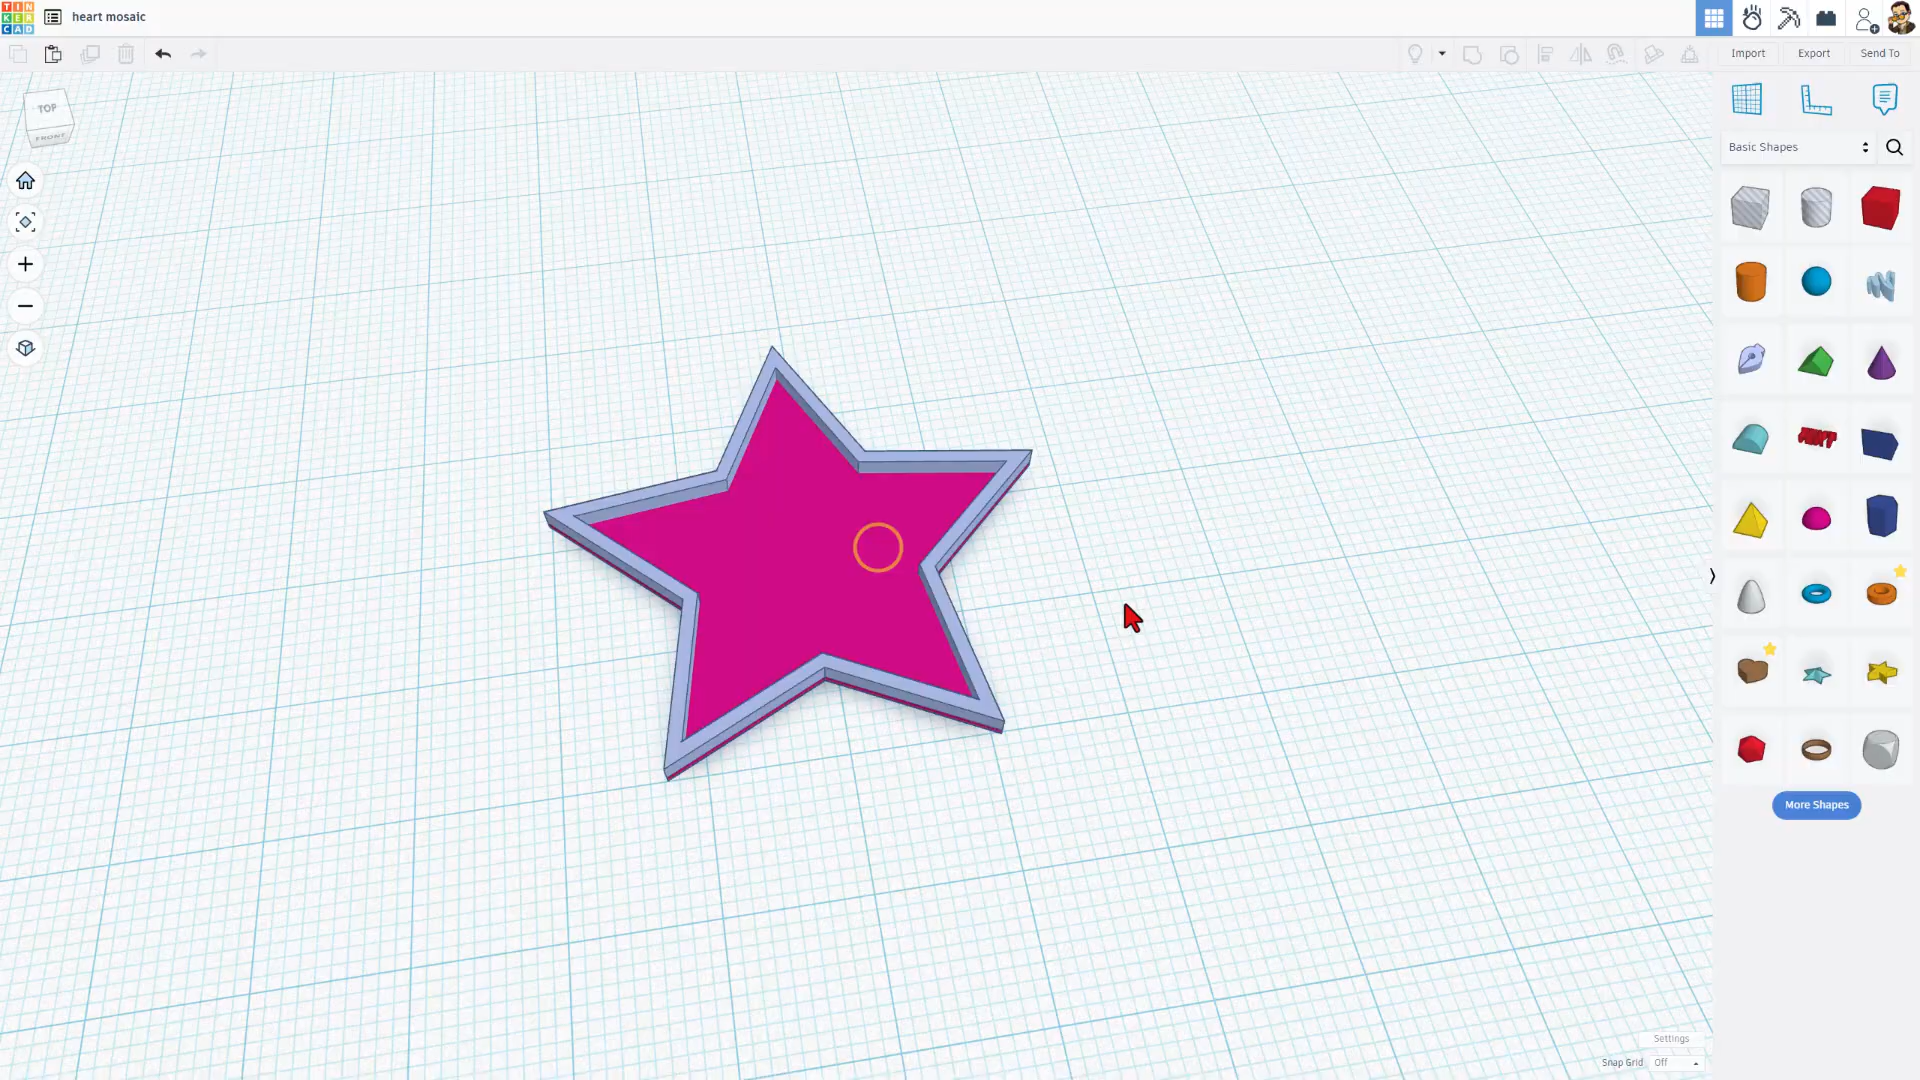 TIN
KER
CAD
heart mosaic
Import
Export
Send To
TOP
FRONT
Basic Shapes
TEXT
More Shapes
Settings
Snap Grid Off